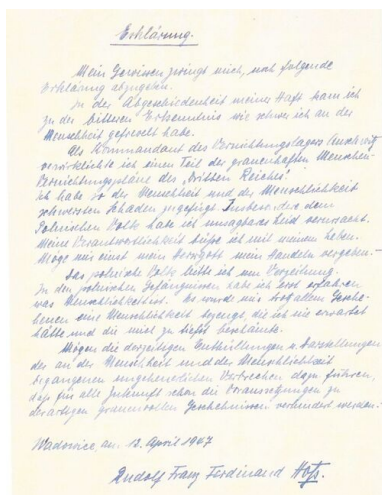 Erklärung.
Mein Gewissen zwingt mich, noch folgende
Erklärung abzugeben.
In der Abgeschiedenheit meiner Haft kam ich
zu der bitteren Erkenntnis wie schwer ich an der
Menschheit gefrevelt habe.
Als Kommandant des Vernichtungslagers Auschwitz
verwirklichte ich einen Teil der grauenhaften Menschen-
vernichtungspläne des "Dritten Reiches"
Ich habe so der Menschheit und der Menschlichkeit
schwersten Schaden zugefügt. Insbesondere dem
Polnischen Volk habe ich unsagbares Leid verursacht.
Meine Verantwortlichkeit büße ich mit meinem Leben.
Möge mir einst mein Herrgott mein Handeln vergeben.-
Das polnische Volk bitte ich um Verzeihung.
In den polnischen Gefängnissen habe ich erst erfahren
was Menschlichkeit ist. Es wurde mir trotz allem Gesche-
henen eine Menschlichkeit bezeugt, die ich nie erwartet
hätte und die mich zu tiefst beschämte.
Mögen die derzeitigen Enthüllungen u. Darstellungen
der an der Menschheit und der Menschlichkeit
begangenen ungeheuerlichen Verbrechen dazu führen,
daß für alle Zukunft schon die Voraussetzungen zu
derartigen grauenvollen Geschehnissen verhindert werden.-
Wadowice, am 12. April 1947
Rudolf Franz Ferdinand Höß.